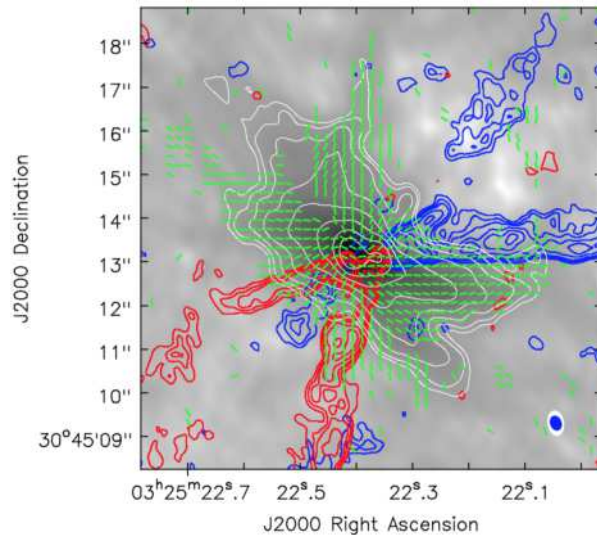 18"
17"
16"
15"
14"
13"
12"
11"
10"
30°45'09"
J2000 Declination
03ʰ25ᵐ22ˢ.7
22ˢ.5
22ˢ.3
22ˢ.1
J2000 Right Ascension